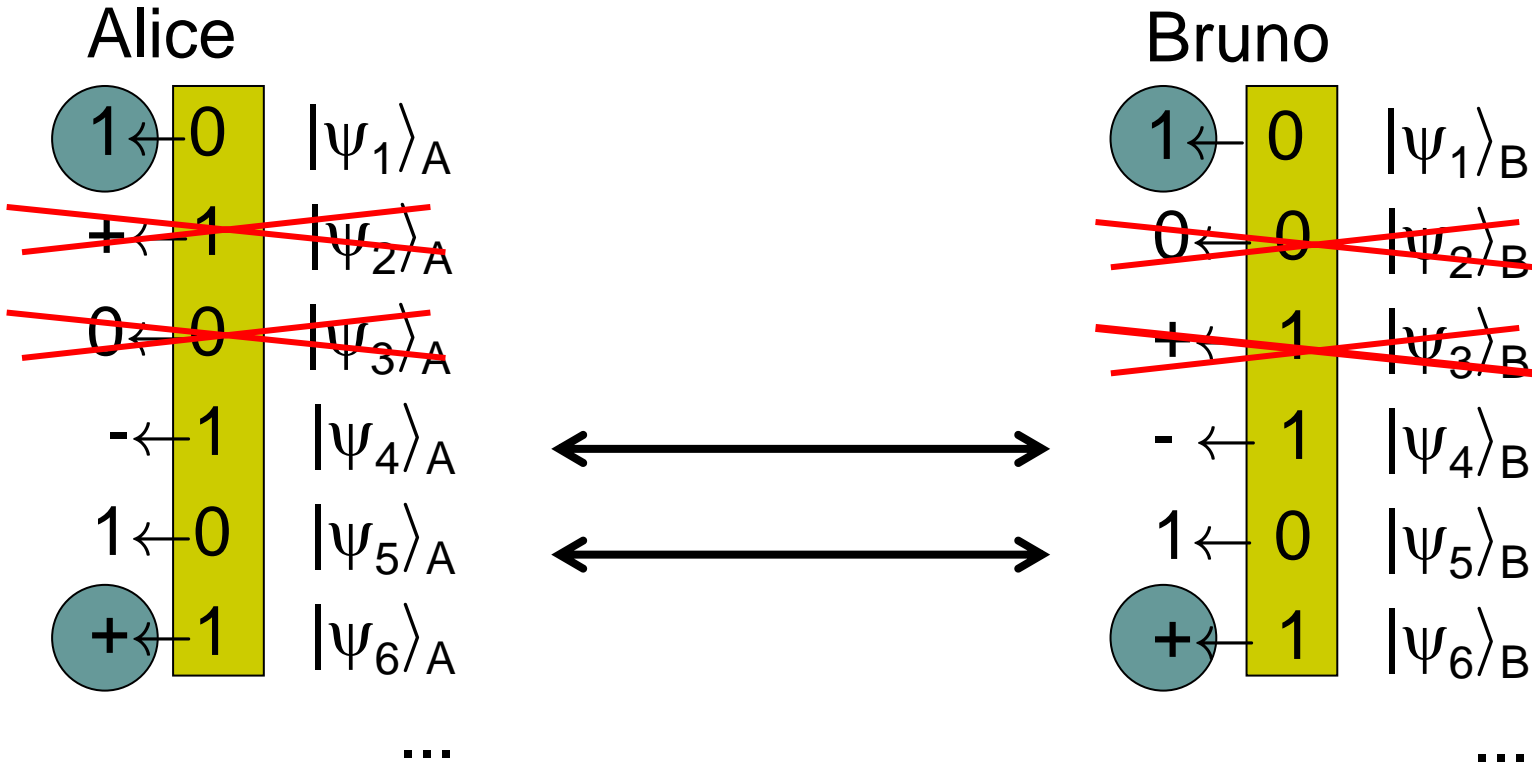 Alice Bruno
1 0 |ψ1⟩A 1 0 |ψ1⟩B
+ 1 |ψ2⟩A 0 0 |ψ2⟩B
0 0 |ψ3⟩A + 1 |ψ3⟩B
- 1 |ψ4⟩A - 1 |ψ4⟩B
1 0 |ψ5⟩A 1 0 |ψ5⟩B
+ 1 |ψ6⟩A + 1 |ψ6⟩B
... ...